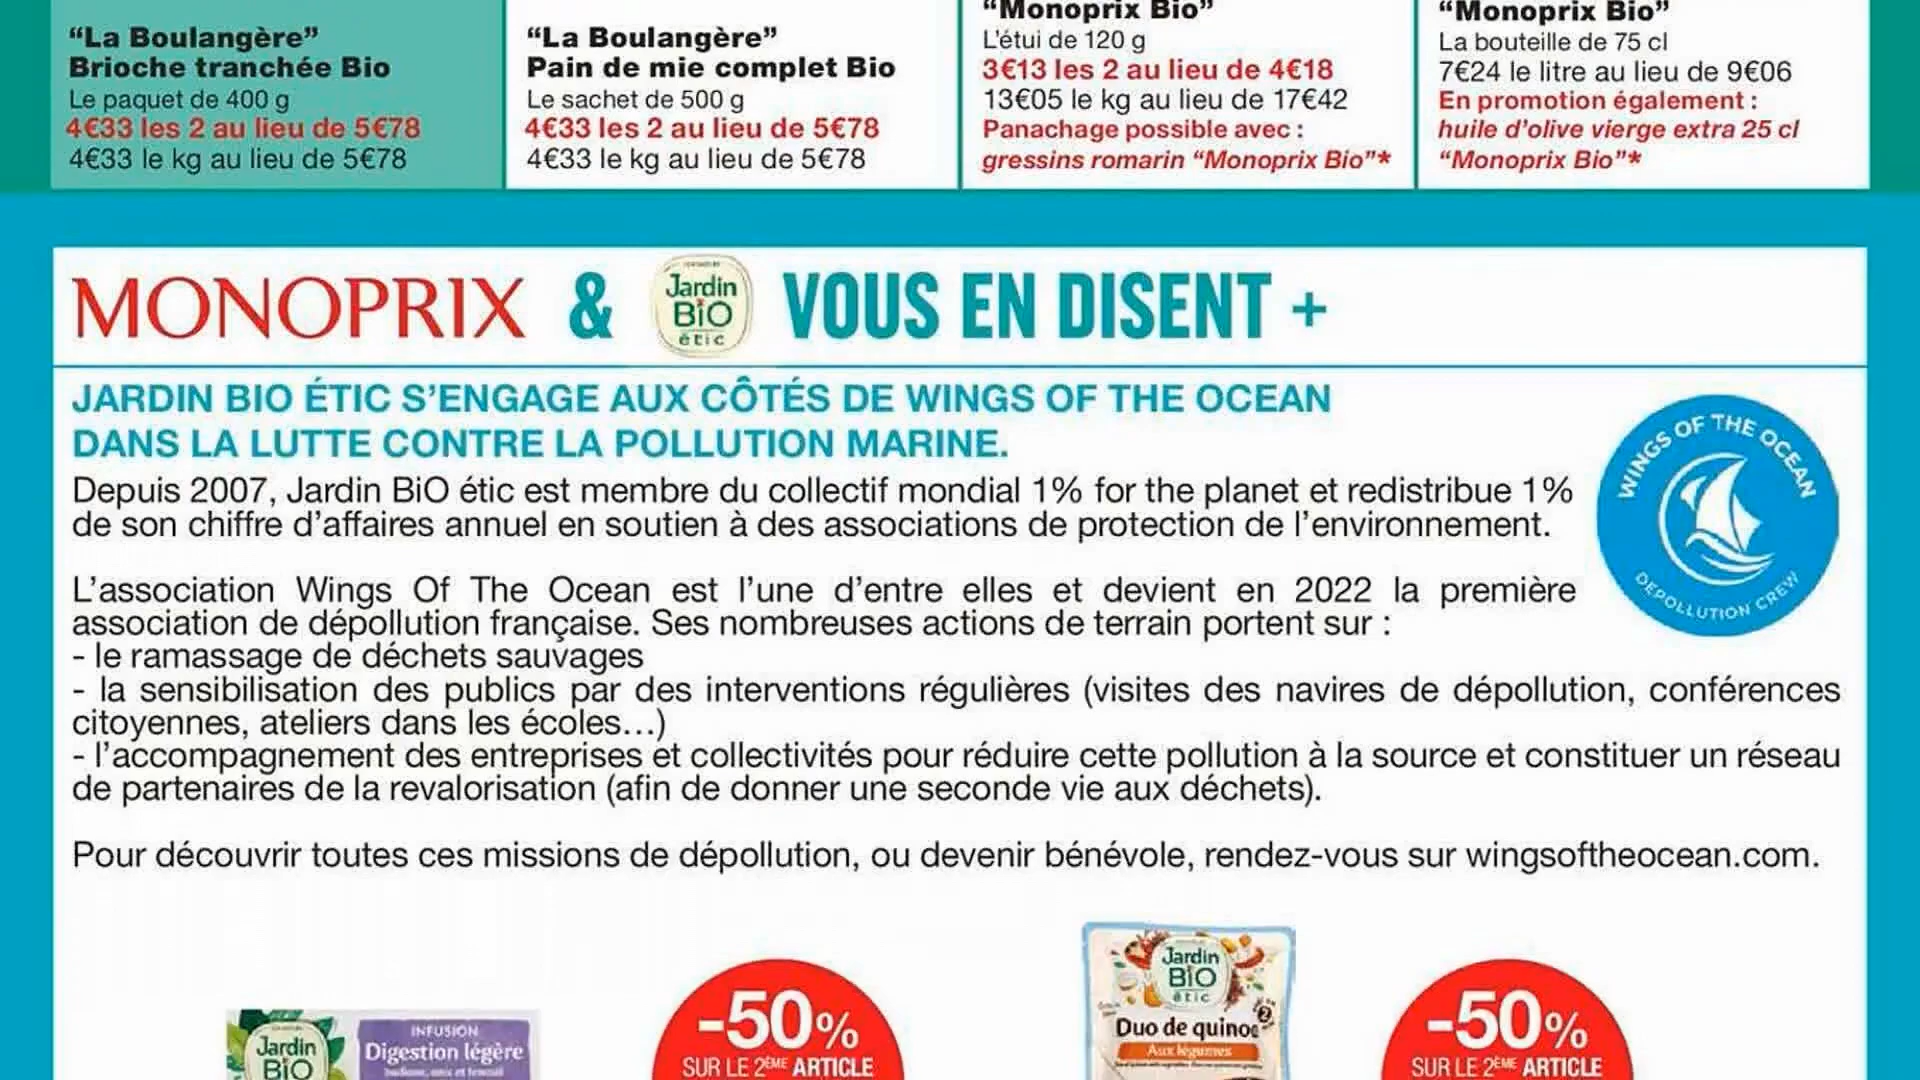 “La Boulangère”
Brioche tranchée Bio
Le paquet de 400 g
4€33 les 2 au lieu de 5€78
4€33 le kg au lieu de 5€78
“La Boulangère”
Pain de mie complet Bio
Le sachet de 500 g
4€33 les 2 au lieu de 5€78
4€33 le kg au lieu de 5€78
“Monoprix Bio”
L’étui de 120 g
3€13 les 2 au lieu de 4€18
13€05 le kg au lieu de 17€42
Panachage possible avec :
gressins romarin “Monoprix Bio”*
“Monoprix Bio”
La bouteille de 75 cl
7€24 le litre au lieu de 9€06
En promotion également :
huile d’olive vierge extra 25 cl
“Monoprix Bio”*
MONOPRIX & Jardin BiO étic VOUS EN DISENT +
JARDIN BIO ÉTIC S’ENGAGE AUX CÔTÉS DE WINGS OF THE OCEAN
DANS LA LUTTE CONTRE LA POLLUTION MARINE.
Depuis 2007, Jardin BiO étic est membre du collectif mondial 1% for the planet et redistribue 1%
de son chiffre d’affaires annuel en soutien à des associations de protection de l’environnement.
L’association Wings Of The Ocean est l’une d’entre elles et devient en 2022 la première
association de dépollution française. Ses nombreuses actions de terrain portent sur :
- le ramassage de déchets sauvages
- la sensibilisation des publics par des interventions régulières (visites des navires de dépollution, conférences
citoyennes, ateliers dans les écoles…)
- l’accompagnement des entreprises et collectivités pour réduire cette pollution à la source et constituer un réseau
de partenaires de la revalorisation (afin de donner une seconde vie aux déchets).
Pour découvrir toutes ces missions de dépollution, ou devenir bénévole, rendez-vous sur wingsoftheocean.com.
WINGS OF THE OCEAN
DEPOLLUTION CREW
Jardin
BiO
INFUSION
Digestion légère
-50%
SUR LE 2ÈME ARTICLE
Jardin
BiO
étic
Duo de quinoa
Aux légumes
-50%
SUR LE 2ÈME ARTICLE